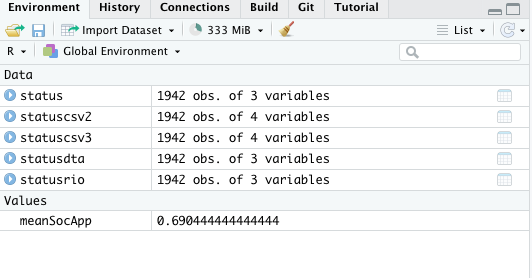 Environment History Connections Build Git Tutorial
Import Dataset 333 MiB List
R Global Environment
Data
status 1942 obs. of 3 variables
statuscsv2 1942 obs. of 4 variables
statuscsv3 1942 obs. of 4 variables
statusdta 1942 obs. of 3 variables
statusrio 1942 obs. of 3 variables
Values
meanSocApp 0.690444444444444